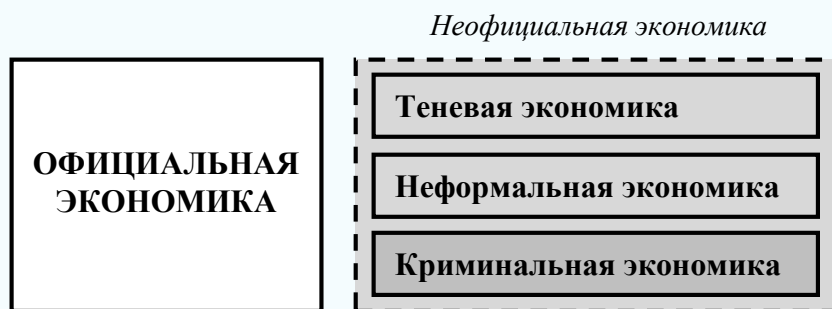 Неофициальная экономика
ОФИЦИАЛЬНАЯ
ЭКОНОМИКА
Теневая экономика
Неформальная экономика
Криминальная экономика